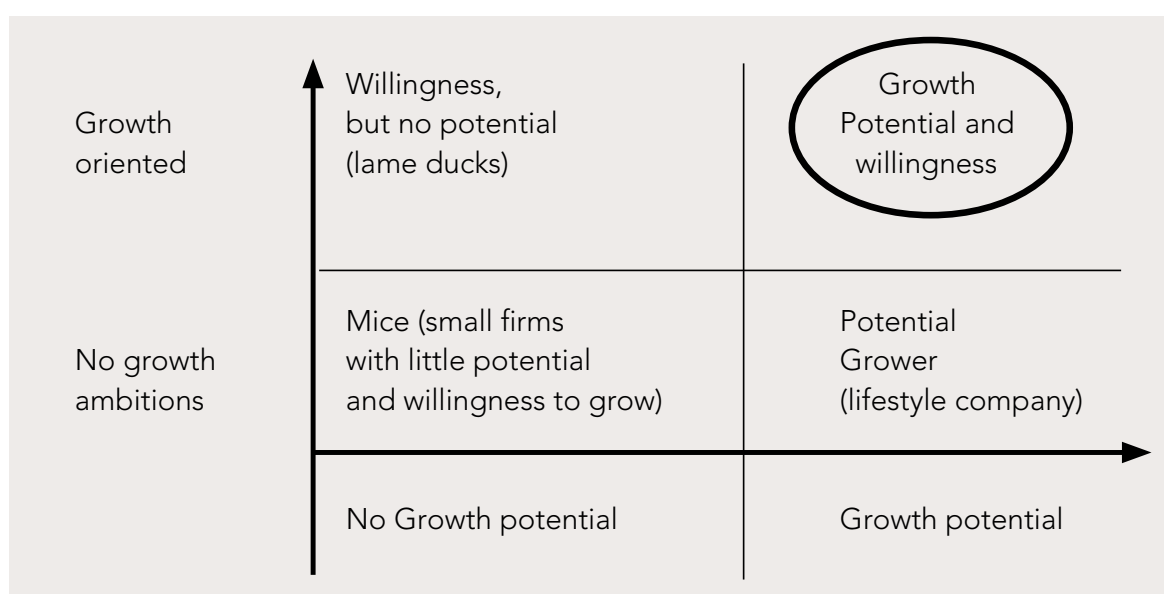 Growth
oriented
Willingness,
but no potential
(lame ducks)
Growth
Potential and
willingness
No growth
ambitions
Mice (small firms
with little potential
and willingness to grow)
Potential
Grower
(lifestyle company)
No Growth potential
Growth potential